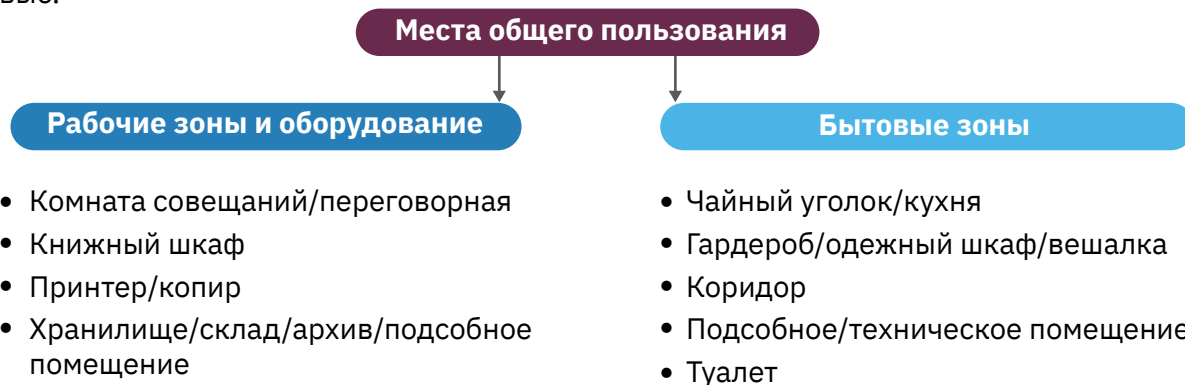 Места общего пользования
Рабочие зоны и оборудование
• Комната совещаний/переговорная
• Книжный шкаф
• Принтер/копир
• Хранилище/склад/архив/подсобное
помещение
Бытовые зоны
• Чайный уголок/кухня
• Гардероб/одежный шкаф/вешалка
• Коридор
• Подсобное/техническое помещение
• Туалет